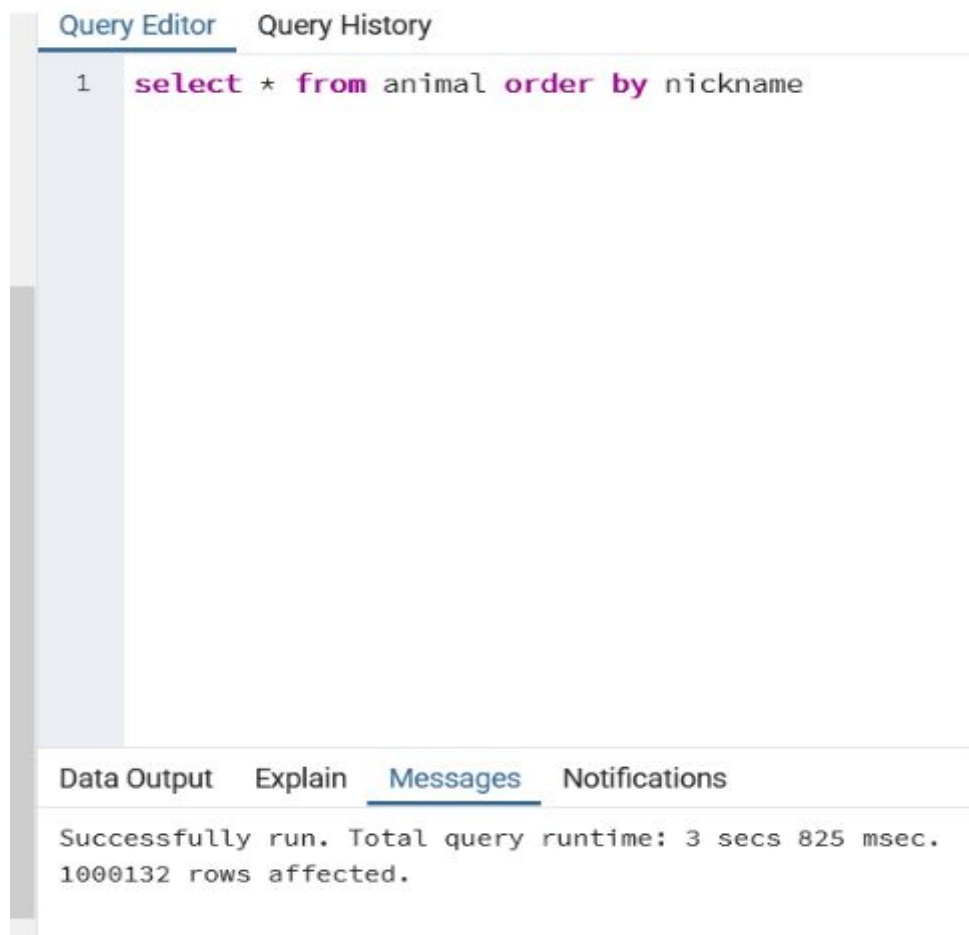 Query Editor Query History
1 select * from animal order by nickname
Data Output Explain Messages Notifications
Successfully run. Total query runtime: 3 secs 825 msec.
1000132 rows affected.